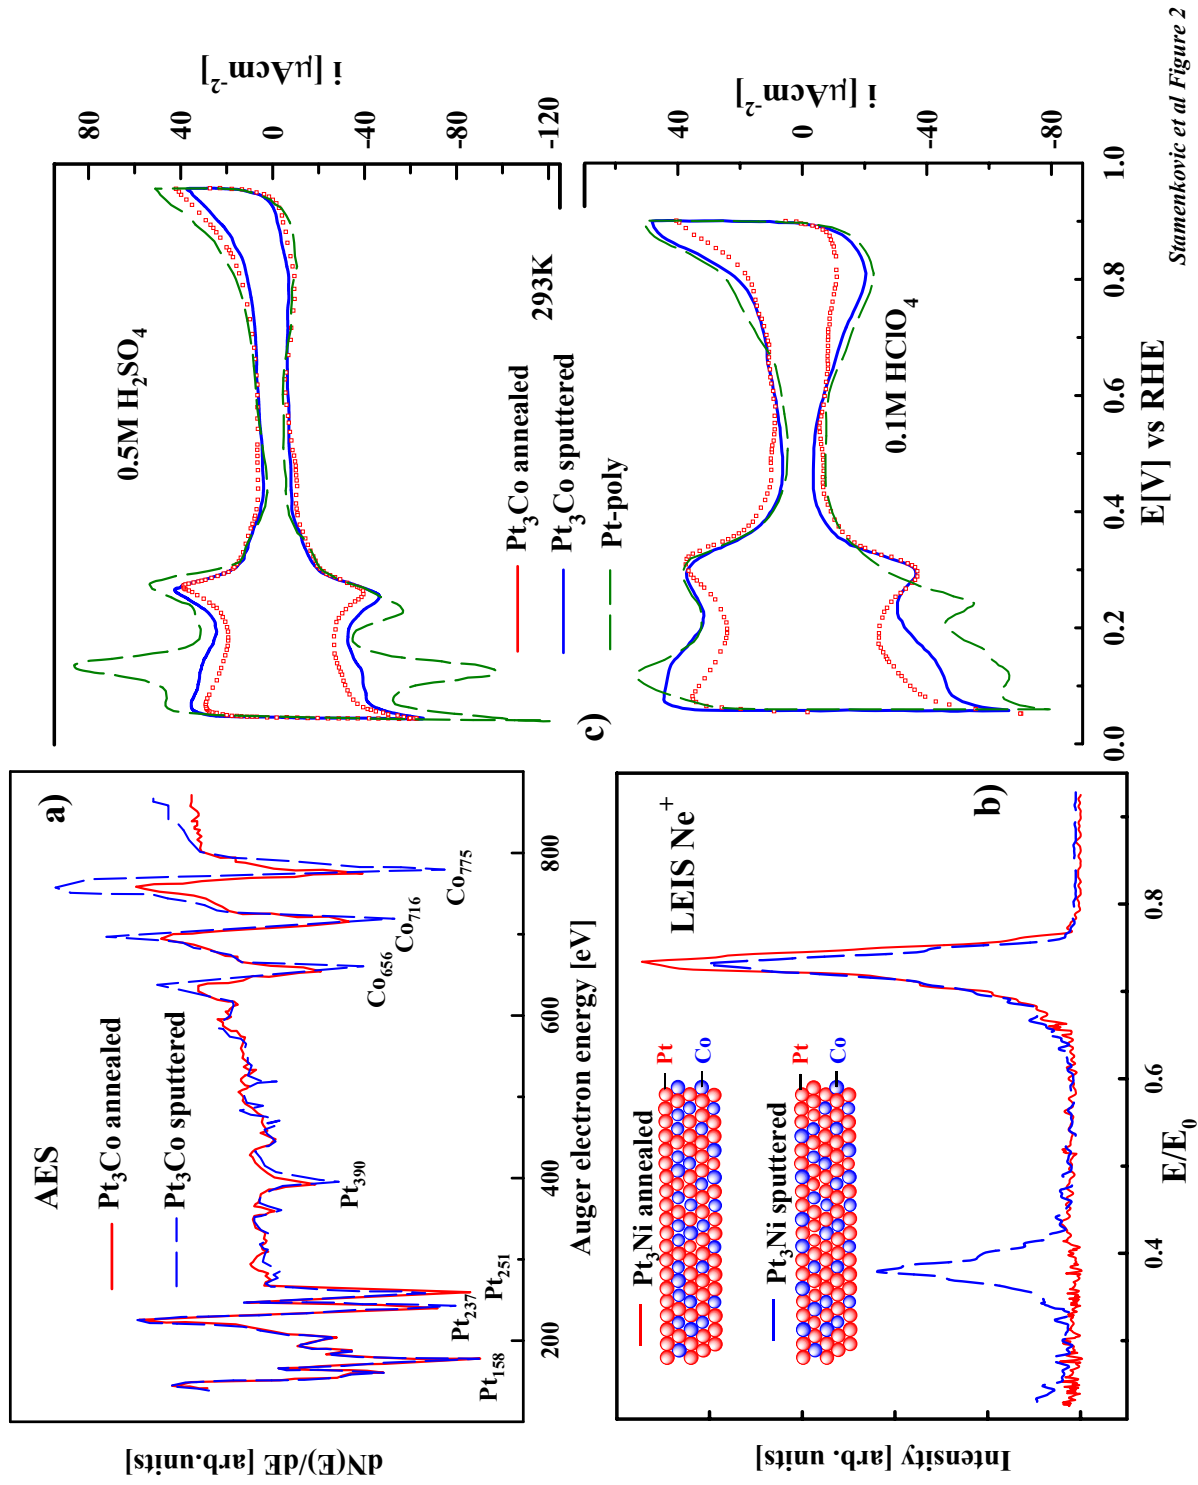 AES
a)
Pt3Co annealed
Pt3Co sputtered
Pt158
Pt237
Pt251
Pt390
Co656
Co716
Co775
200
400
600
800
Auger electron energy [eV]
dN(E)/dE [arb.units]
LEIS Ne+
b)
Pt3Ni annealed
Pt
Co
Pt3Ni sputtered
Pt
Co
0.4
0.6
0.8
E/E0
Intensity [arb. units]
c)
0.5M H2SO4
80
40
0
-40
-120
i [μAcm-2]
293K
Pt3Co annealed
Pt3Co sputtered
Pt-poly
0.1M HClO4
40
0
-40
-80
i [μAcm-2]
0.0
0.2
0.4
0.6
0.8
1.0
E[V] vs RHE
Stamenkovic et al Figure 2